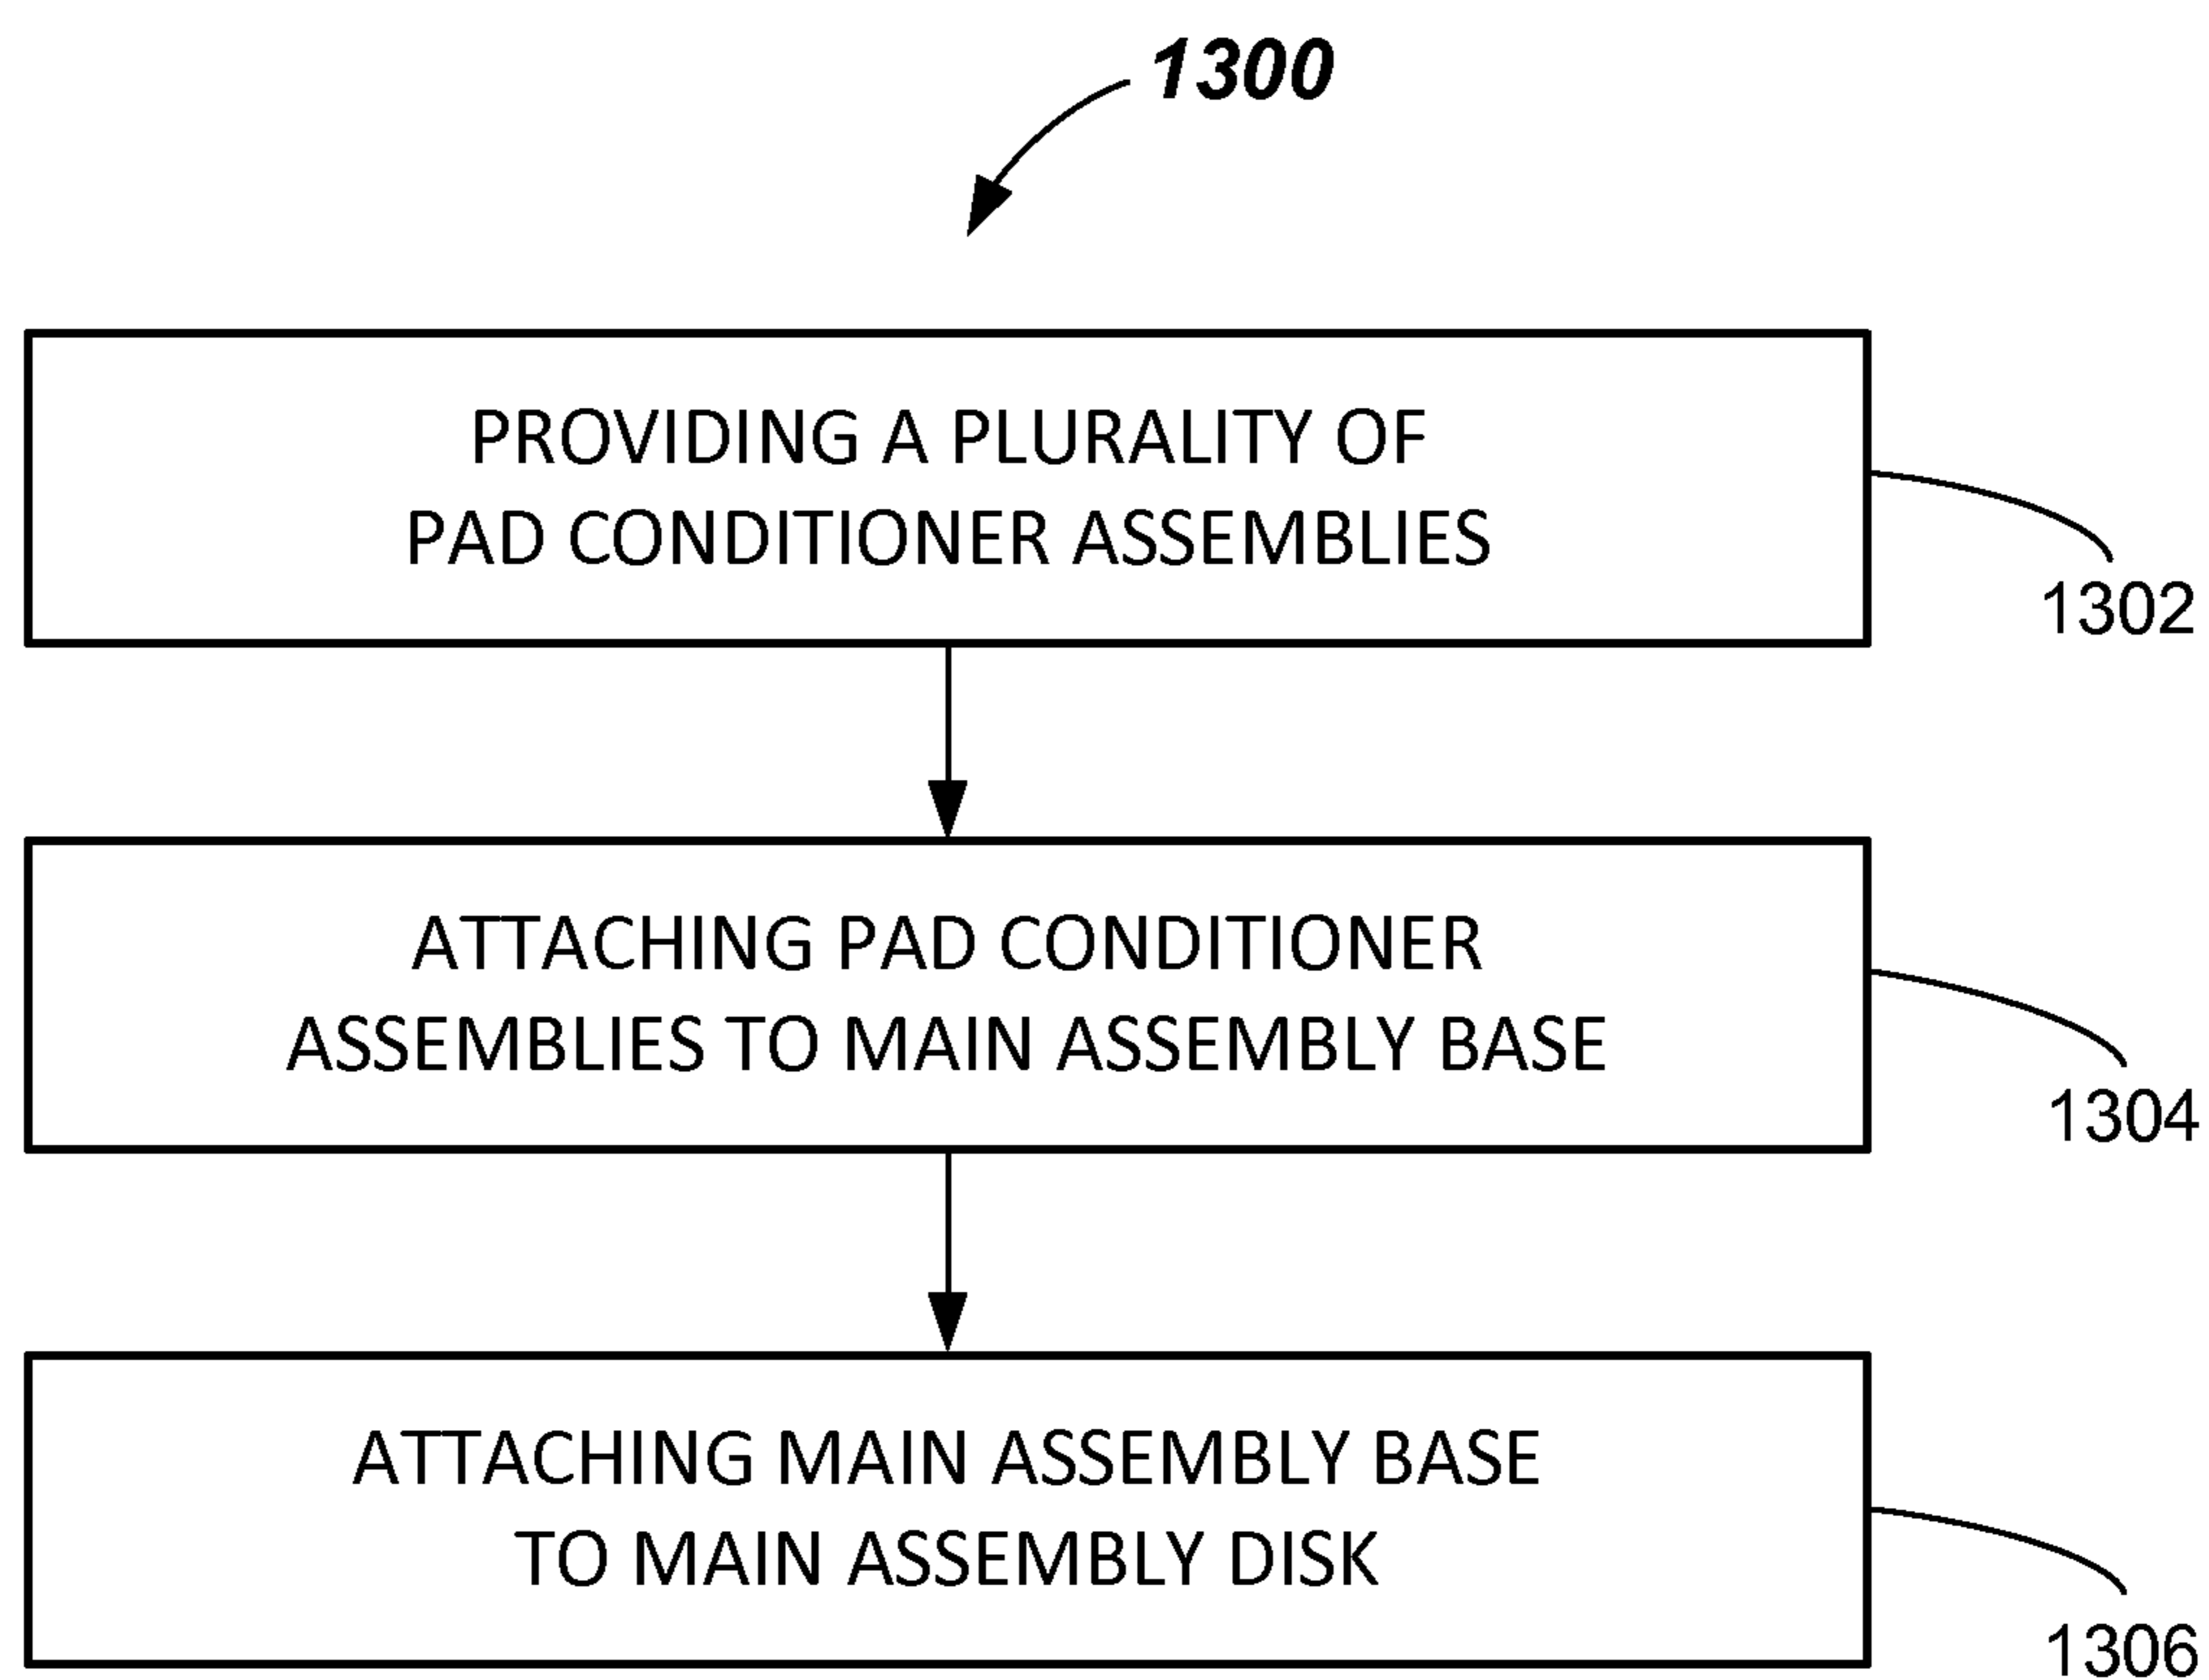 1300
PROVIDING A PLURALITY OF
PAD CONDITIONER ASSEMBLIES
1302
ATTACHING PAD CONDITIONER
ASSEMBLIES TO MAIN ASSEMBLY BASE
1304
ATTACHING MAIN ASSEMBLY BASE
TO MAIN ASSEMBLY DISK
1306